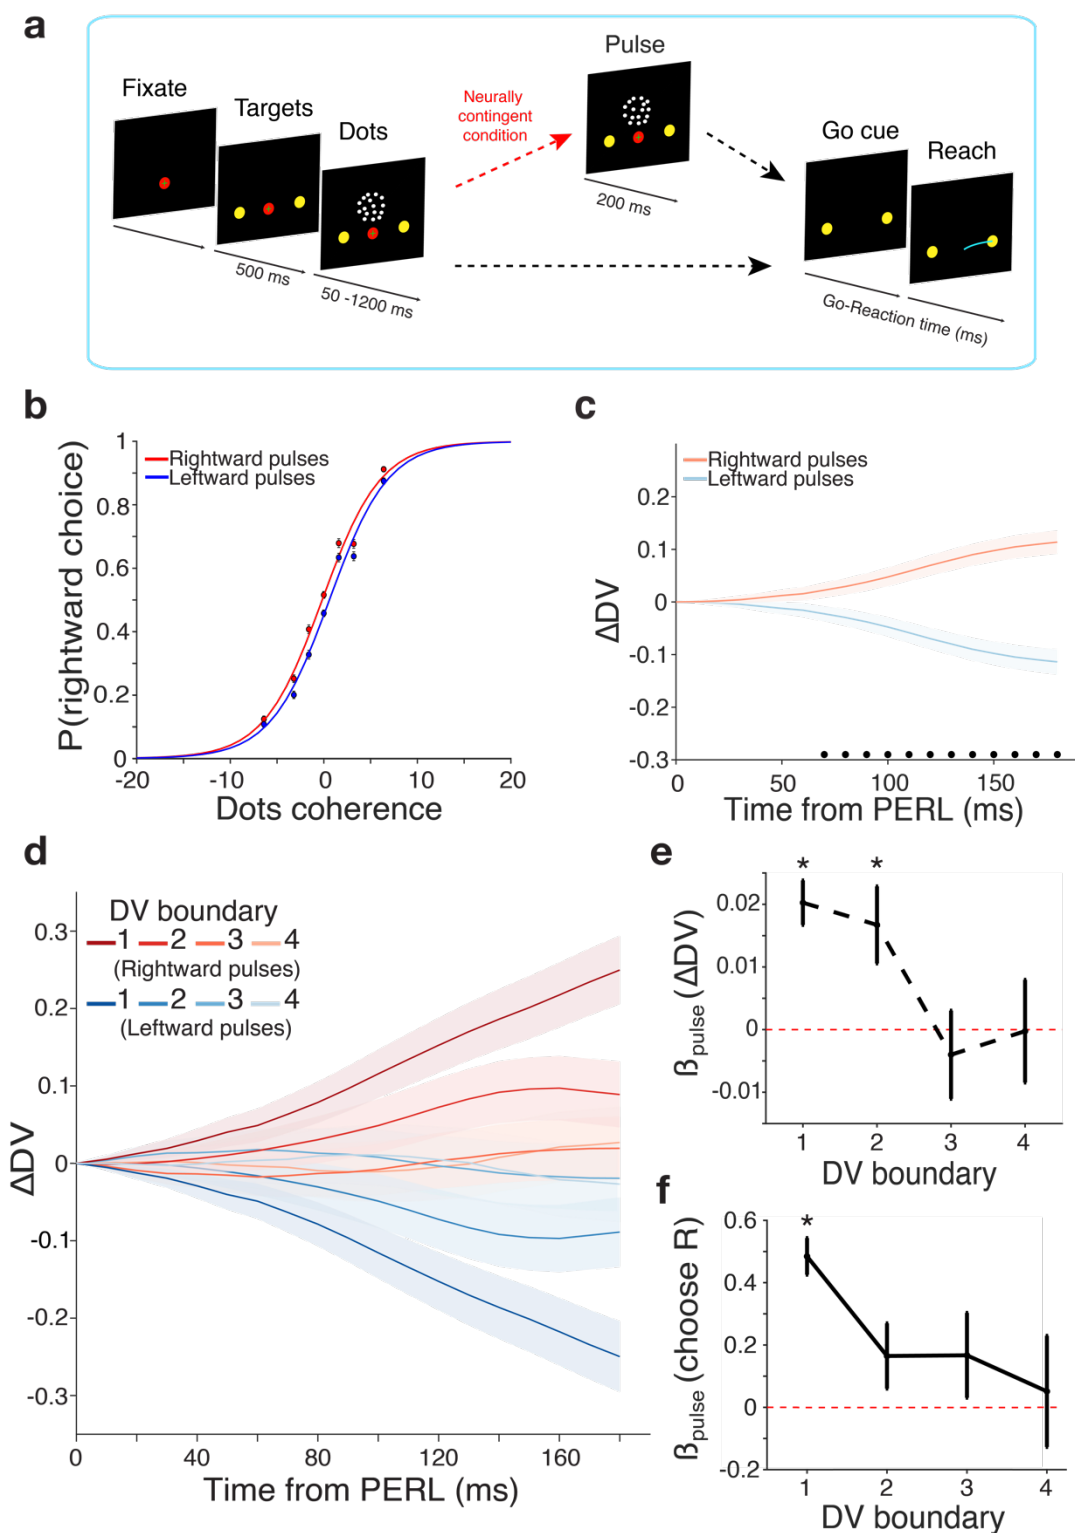 a
Fixate
Targets
Dots
Neurally
contingent
condition
Pulse
Go cue
Reach
200 ms
500 ms
50 -1200 ms
Go-Reaction time (ms)
b
P(rightward choice)
1
0.8
0.6
0.4
0.2
0
Rightward pulses
Leftward pulses
-20
-10
0
10
20
Dots coherence
c
ΔDV
0.2
0.1
0
-0.1
-0.2
-0.3
Rightward pulses
Leftward pulses
0
50
100
150
Time from PERL (ms)
d
ΔDV
0.3
0.2
0.1
0
-0.1
-0.2
-0.3
DV boundary
1 2 3 4
(Rightward pulses)
1 2 3 4
(Leftward pulses)
0
40
80
120
160
Time from PERL (ms)
e
* *
ßpulse (ΔDV)
0.02
0.01
0
-0.01
1
2
3
4
DV boundary
f
*
ßpulse (choose R)
0.6
0.4
0.2
0
-0.2
1
2
3
4
DV boundary